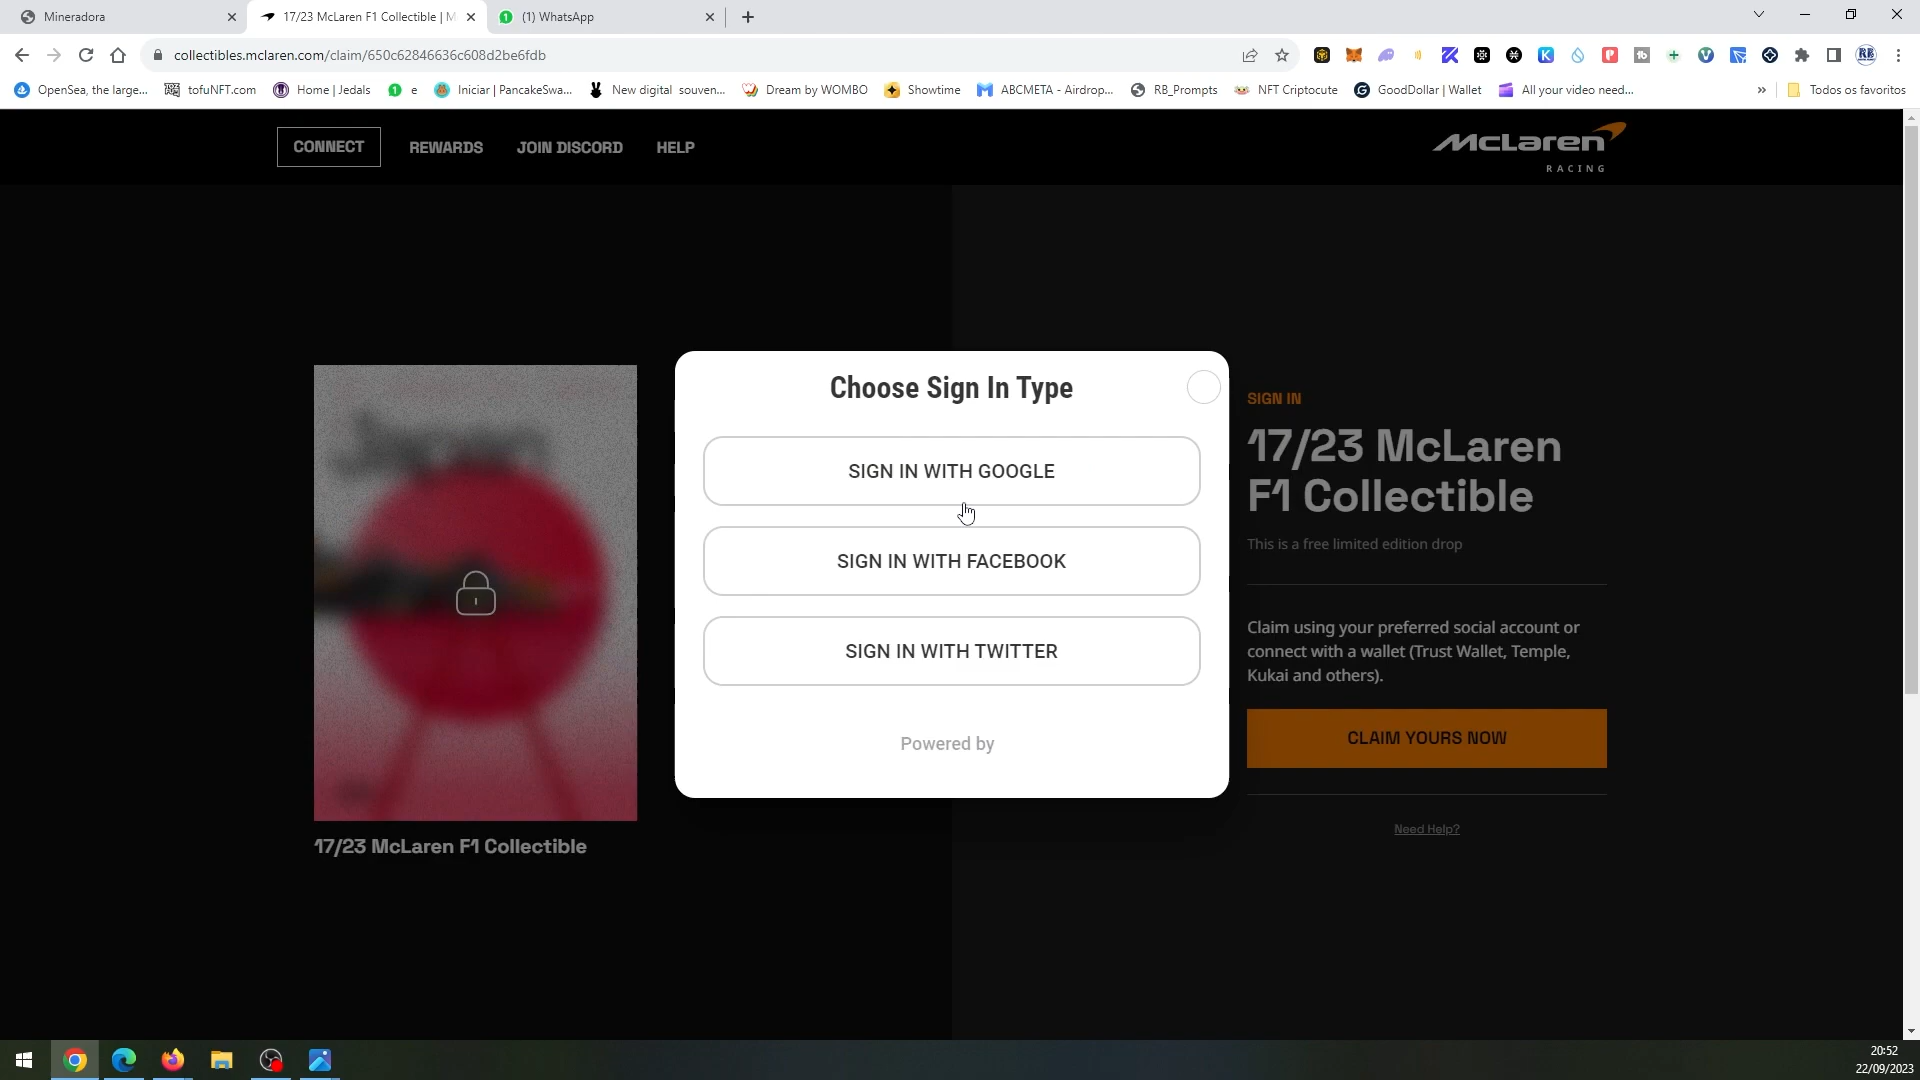 Mineradora
17/23 McLaren F1 Collectible | M
(1) WhatsApp
collectibles.mclaren.com/claim/650c62846636c608d2be6fdb
OpenSea, the large...
tofuNFT.com
Home | Jedals
e
Iniciar | PancakeSwa...
New digital souven...
Dream by WOMBO
Showtime
ABCMETA - Airdrop...
RB_Prompts
NFT Criptocute
GoodDollar | Wallet
All your video need...
»
Todos os favoritos
CONNECT
REWARDS
JOIN DISCORD
HELP
McLaren
RACING
Choose Sign In Type
SIGN IN WITH GOOGLE
SIGN IN WITH FACEBOOK
SIGN IN WITH TWITTER
Powered by
17/23 McLaren F1 Collectible
SIGN IN
17/23 McLaren
F1 Collectible
This is a free limited edition drop
Claim using your preferred social account or
connect with a wallet (Trust Wallet, Temple,
Kukai and others).
CLAIM YOURS NOW
Need Help?
20:52
22/09/2023